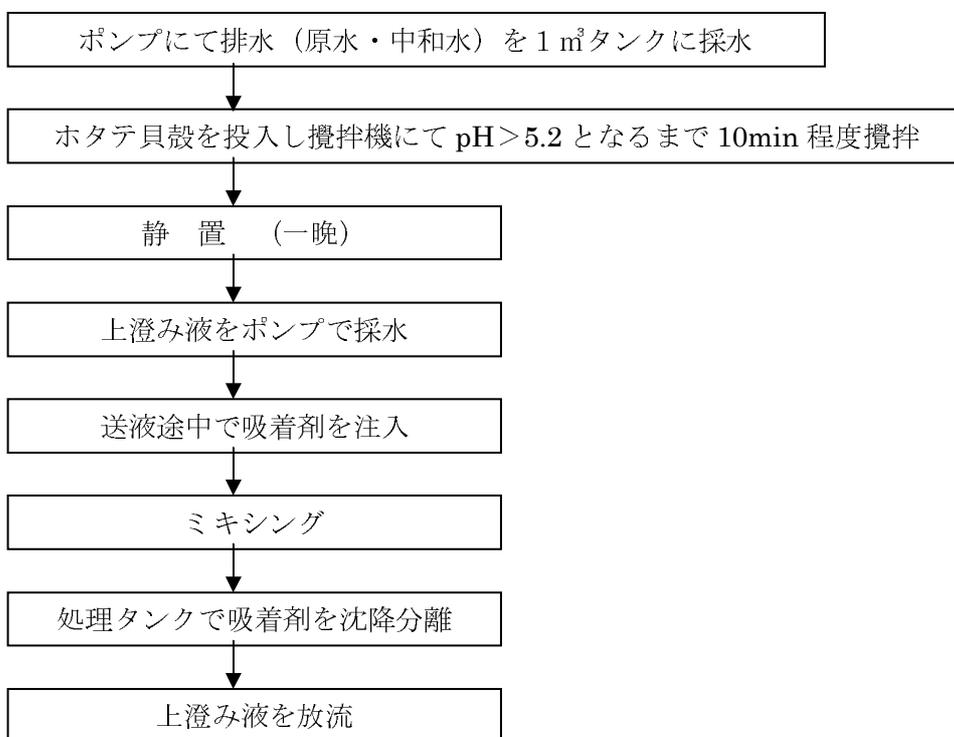 ポンプにて排水（原水・中和水）を１㎥タンクに採水
ホタテ貝殻を投入し攪拌機にて pH＞5.2 となるまで 10min 程度攪拌
静　置　（一晩）
上澄み液をポンプで採水
送液途中で吸着剤を注入
ミキシング
処理タンクで吸着剤を沈降分離
上澄み液を放流